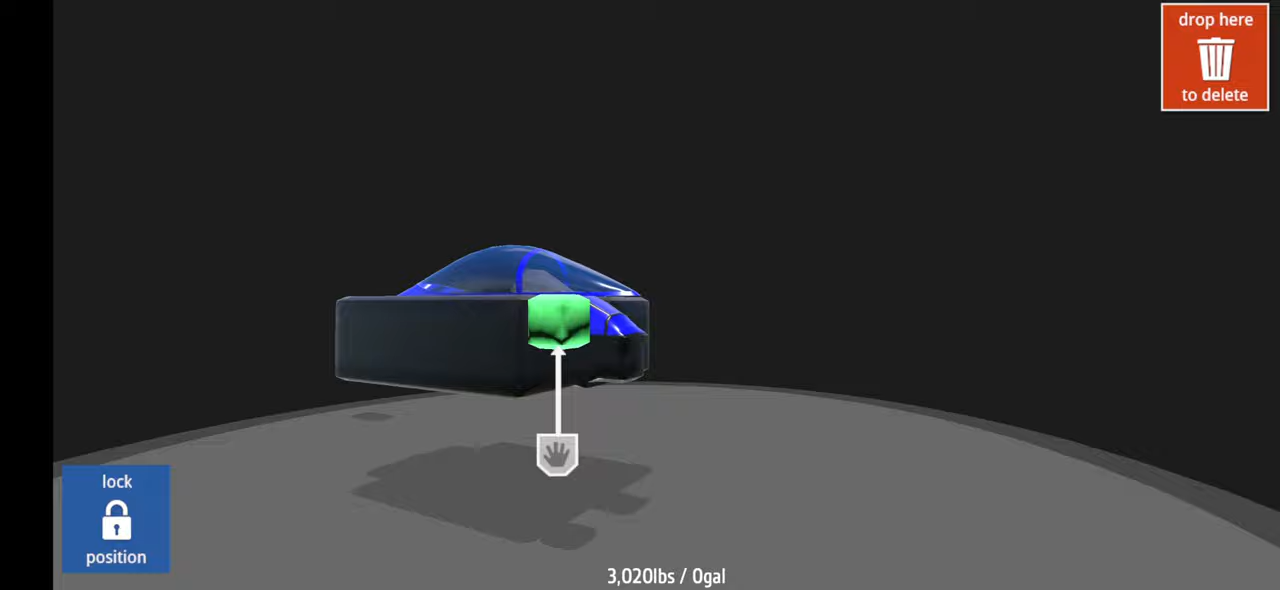 drop here
to delete
lock
position
3,020lbs / 0gal